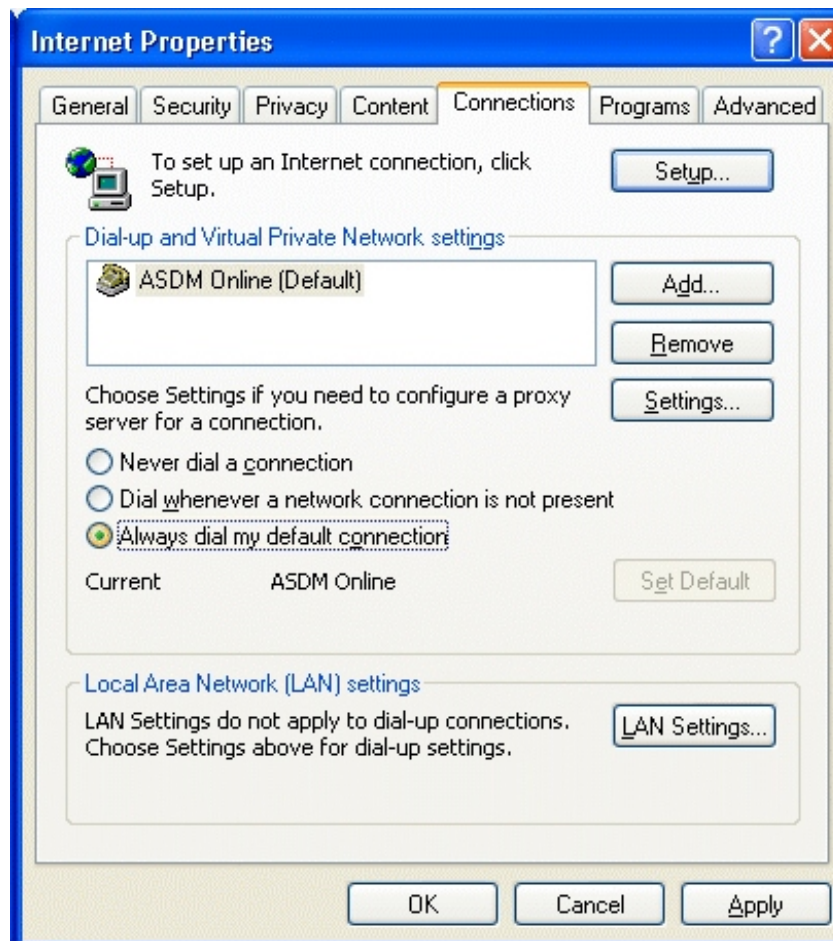 Internet Properties
General Security Privacy Content Connections Programs Advanced
To set up an Internet connection, click
Setup.
Setup...
Dial-up and Virtual Private Network settings
ASDM Online (Default)
Add...
Remove
Choose Settings if you need to configure a proxy
server for a connection.
Settings...
Never dial a connection
Dial whenever a network connection is not present
Always dial my default connection
Current ASDM Online Set Default
Local Area Network (LAN) settings
LAN Settings do not apply to dial-up connections.
Choose Settings above for dial-up settings.
LAN Settings...
OK Cancel Apply